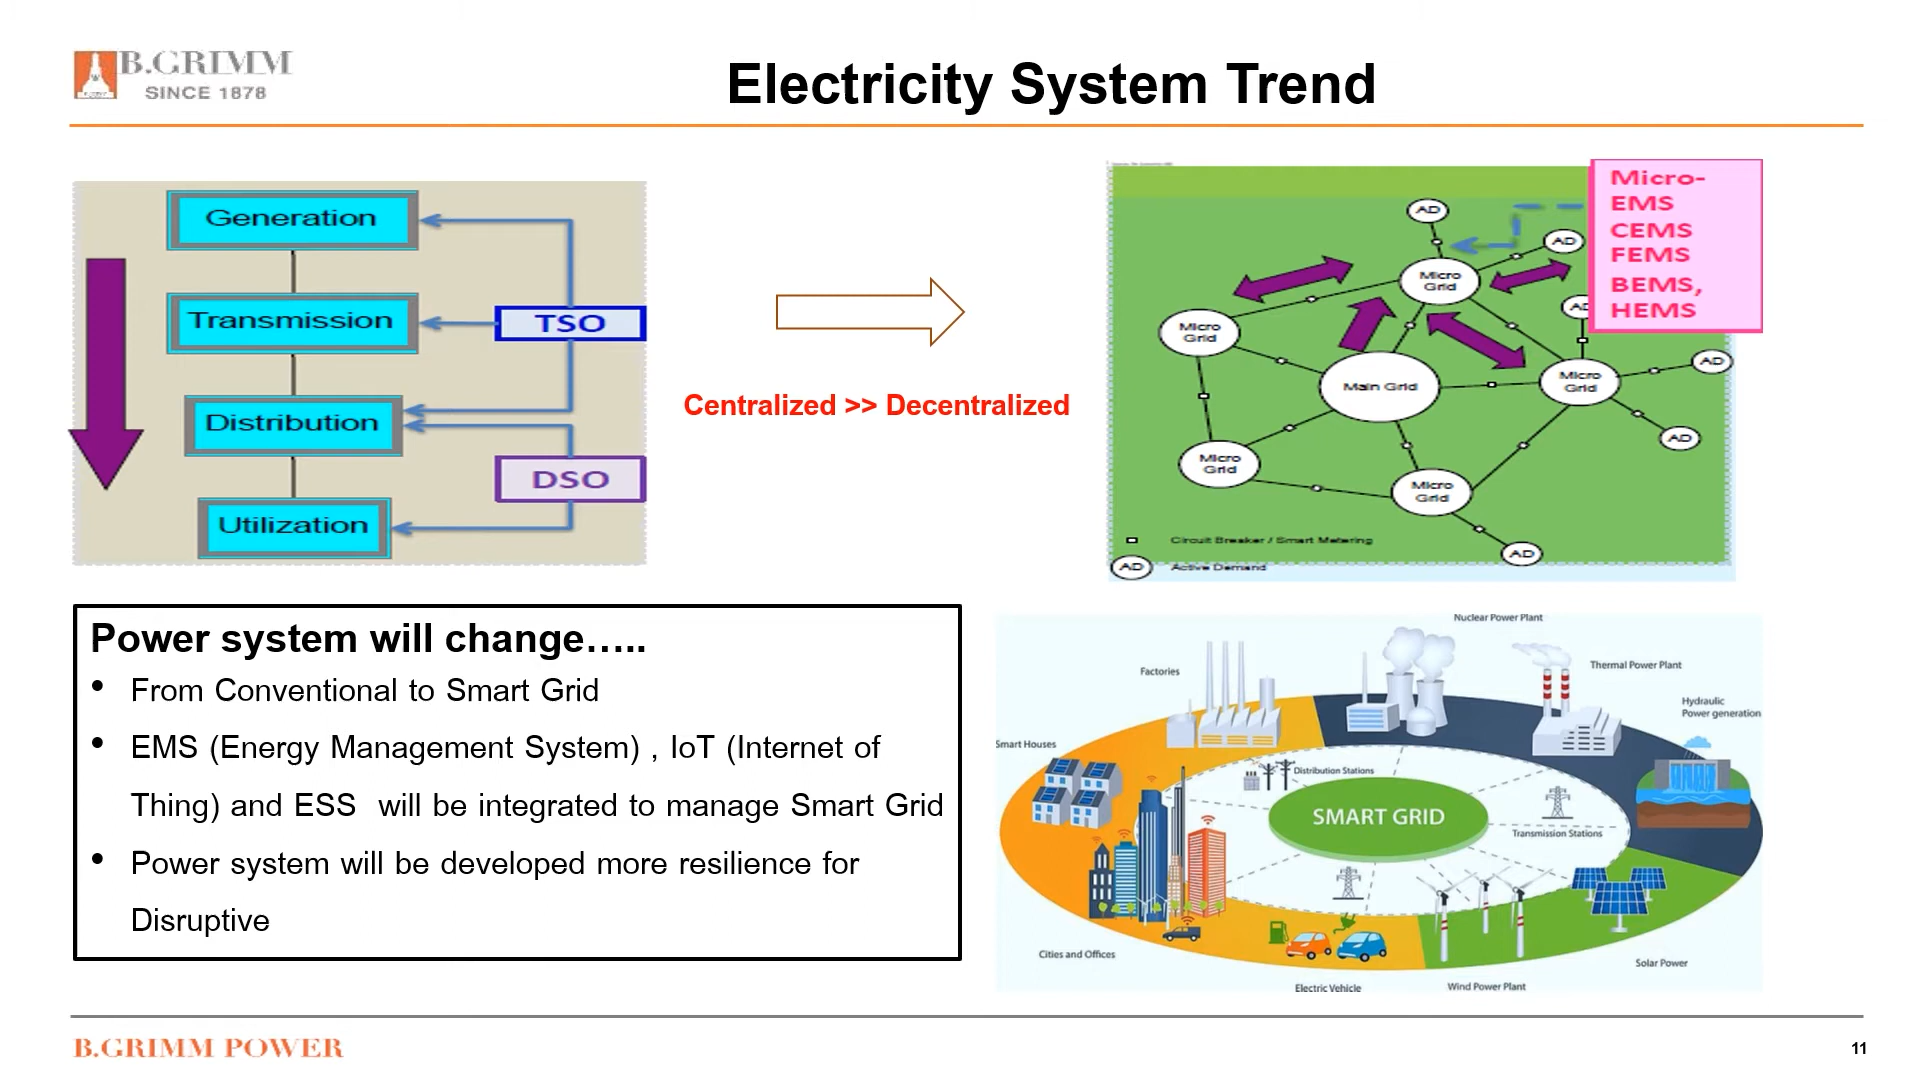 B.GRIMM
SINCE 1878
Electricity System Trend
Generation
Transmission
Distribution
Utilization
TSO
DSO
Centralized >> Decentralized
Micro-
EMS
CEMS
FEMS
BEMS,
HEMS
AD
AD
AD
AD
AD
AD
Micro
Grid
Micro
Grid
Main Grid
Micro
Grid
Micro
Grid
Micro
Grid
Circuit Breaker / Smart Metering
AD
Active Demand
Power system will change…..
• From Conventional to Smart Grid
• EMS (Energy Management System) , IoT (Internet of
Thing) and ESS will be integrated to manage Smart Grid
• Power system will be developed more resilience for
Disruptive
Nuclear Power Plant
Factories
Thermal Power Plant
Hydraulic
Power generation
Smart Houses
Distribution Stations
SMART GRID
Transmission Stations
Cities and Offices
Electric Vehicle
Wind Power Plant
Solar Power
B.GRIMM POWER
11